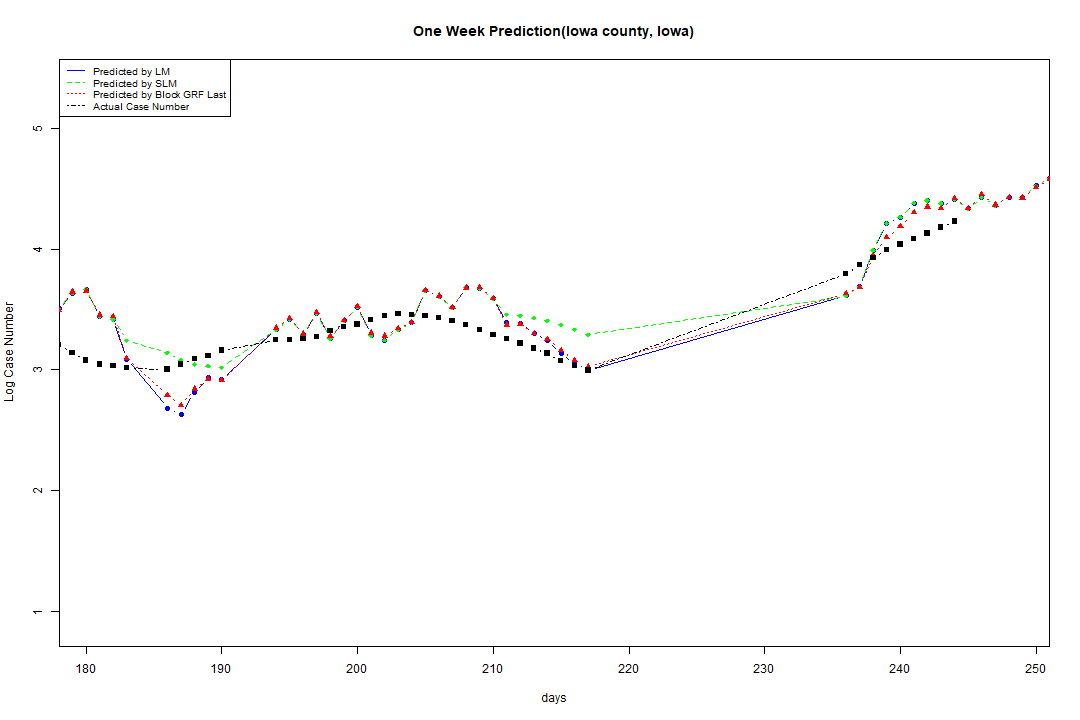 One Week Prediction(Iowa county, Iowa)
Predicted by LM
Predicted by SLM
Predicted by Block GRF Last
Actual Case Number
Log Case Number
5
4
3
2
1
180 190 200 210 220 230 240 250
days